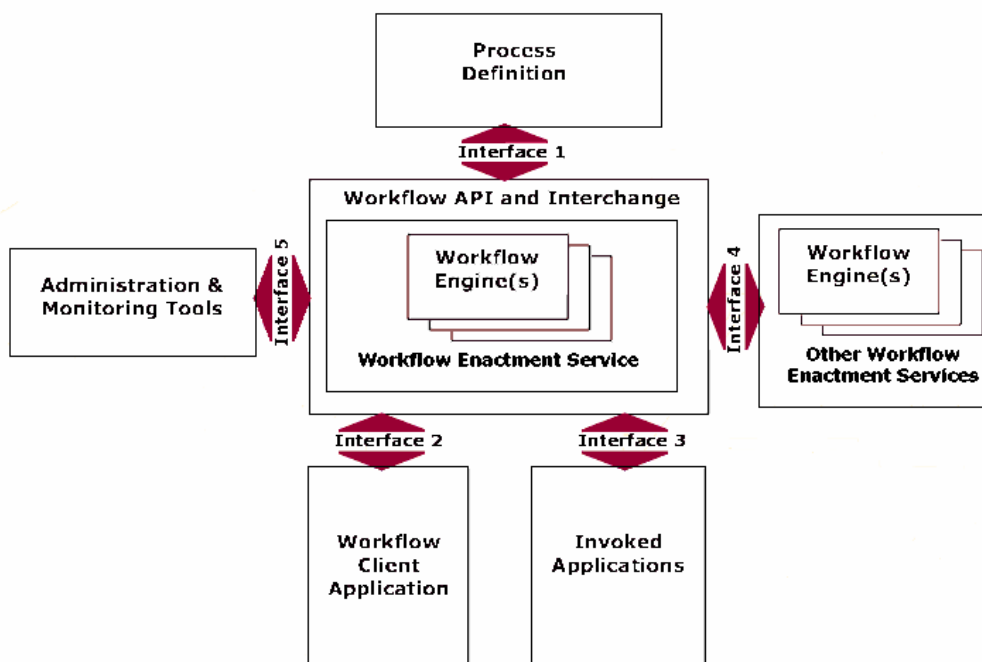 Process
Definition
Interface 1
Workflow API and Interchange
Workflow
Engine(s)
Workflow Enactment Service
Interface 5
Administration &
Monitoring Tools
Interface 4
Workflow
Engine(s)
Other Workflow
Enactment Services
Interface 2
Interface 3
Workflow
Client
Application
Invoked
Applications